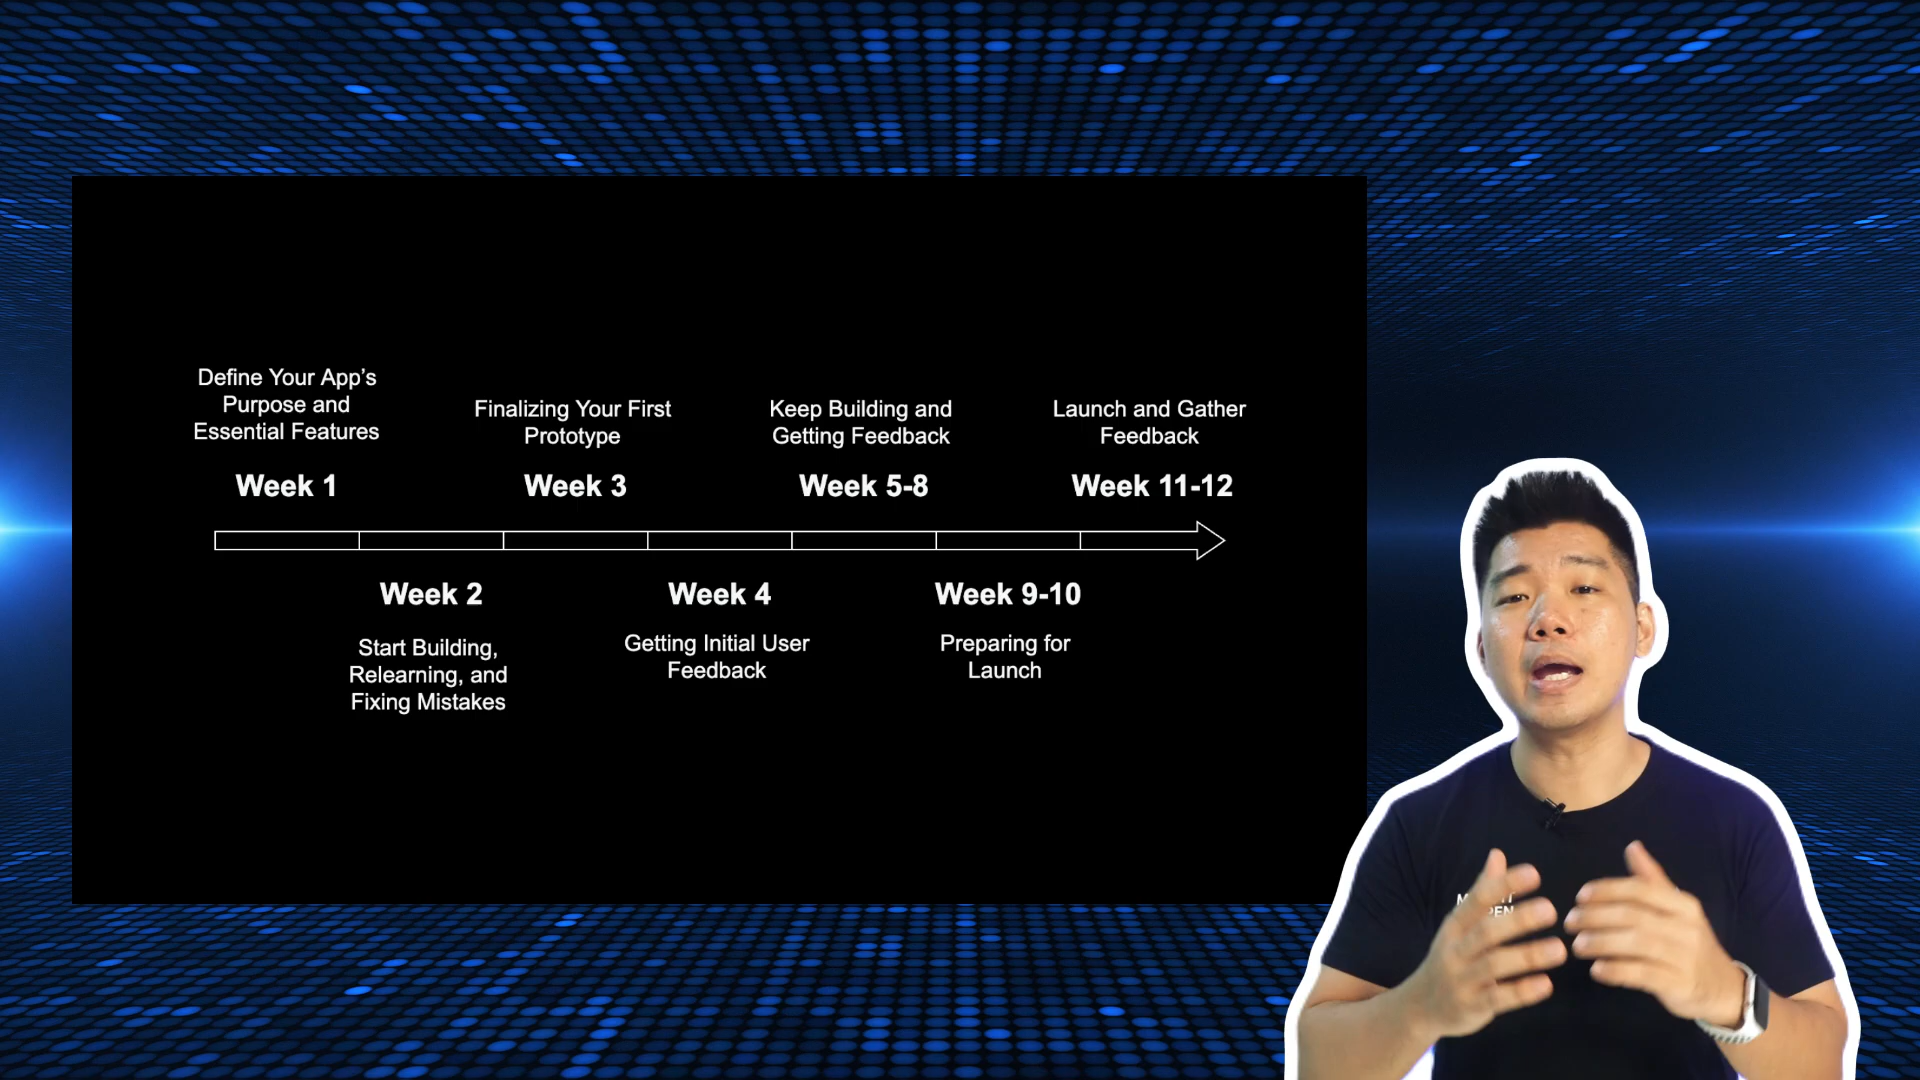 Define Your App’s
Purpose and
Essential Features
Week 1
Finalizing Your First
Prototype
Week 3
Keep Building and
Getting Feedback
Week 5-8
Launch and Gather
Feedback
Week 11-12
Week 2
Start Building,
Relearning, and
Fixing Mistakes
Week 4
Getting Initial User
Feedback
Week 9-10
Preparing for
Launch